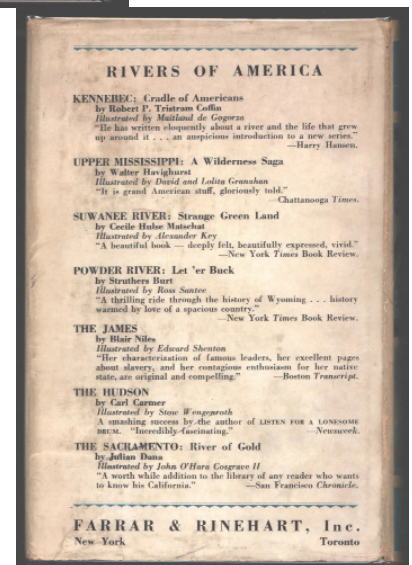 RIVERS OF AMERICA
KENNEBEC: Cradle of Americans
by Robert P. Tristram Coffin
Illustrated by Maitland de Gogorza
"He has written eloquently about a river and the life that grew
up around it . . . an auspicious introduction to a new series."
—Harry Hansen.
UPPER MISSISSIPPI: A Wilderness Saga
by Walter Havighurst
Illustrated by David and Lolita Granahan
"It is grand American stuff, gloriously told."
—Chattanooga Times.
SUWANEE RIVER: Strange Green Land
by Cecile Hulse Matschat
Illustrated by Alexander Key
"A beautiful book — deeply felt, beautifully expressed, vivid."
—New York Times Book Review.
POWDER RIVER: Let 'er Buck
by Struthers Burt
Illustrated by Ross Santee
"A thrilling ride through the history of Wyoming . . . history
warmed by love of a spacious country."
—New York Times Book Review.
THE JAMES
by Blair Niles
Illustrated by Edward Shenton
"Her characterization of famous leaders, her excellent pages
about slavery, and her contagious enthusiasm for her native
state, are original and compelling." —Boston Transcript.
THE HUDSON
by Carl Carmer
Illustrated by Stow Wengenroth
A smashing success by the author of LISTEN FOR A LONESOME
DRUM. "Incredibly fascinating." —Newsweek.
THE SACRAMENTO: River of Gold
by Julian Dana
Illustrated by John O'Hara Cosgrave II
"A worth while addition to the library of any reader who wants
to know his California." —San Francisco Chronicle.
FARRAR & RINEHART, Inc.
New York Toronto